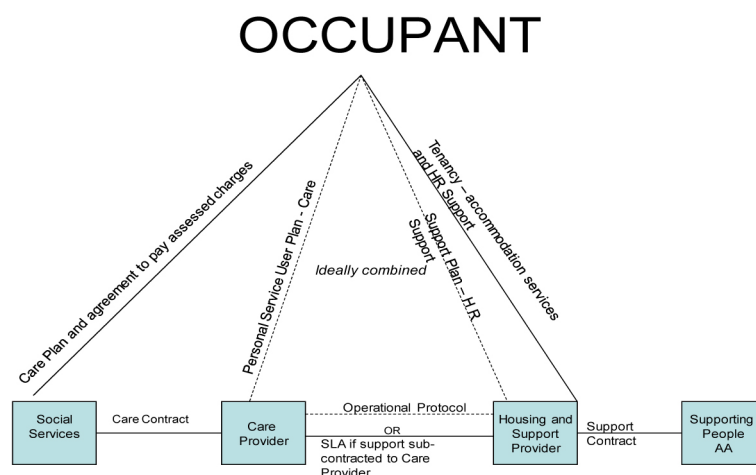 OCCUPANT
Care Plan and agreement to pay assessed charges
Personal Service User Plan - Care
Ideally combined
Support Plan – H.R
Support
Tenancy – accommodation services
and HR Support
Social
Services
Care Contract
Care
Provider
Operational Protocol
OR
SLA if support sub-
contracted to Care
Provider
Housing and
Support
Provider
Support
Contract
Supporting
People
AA